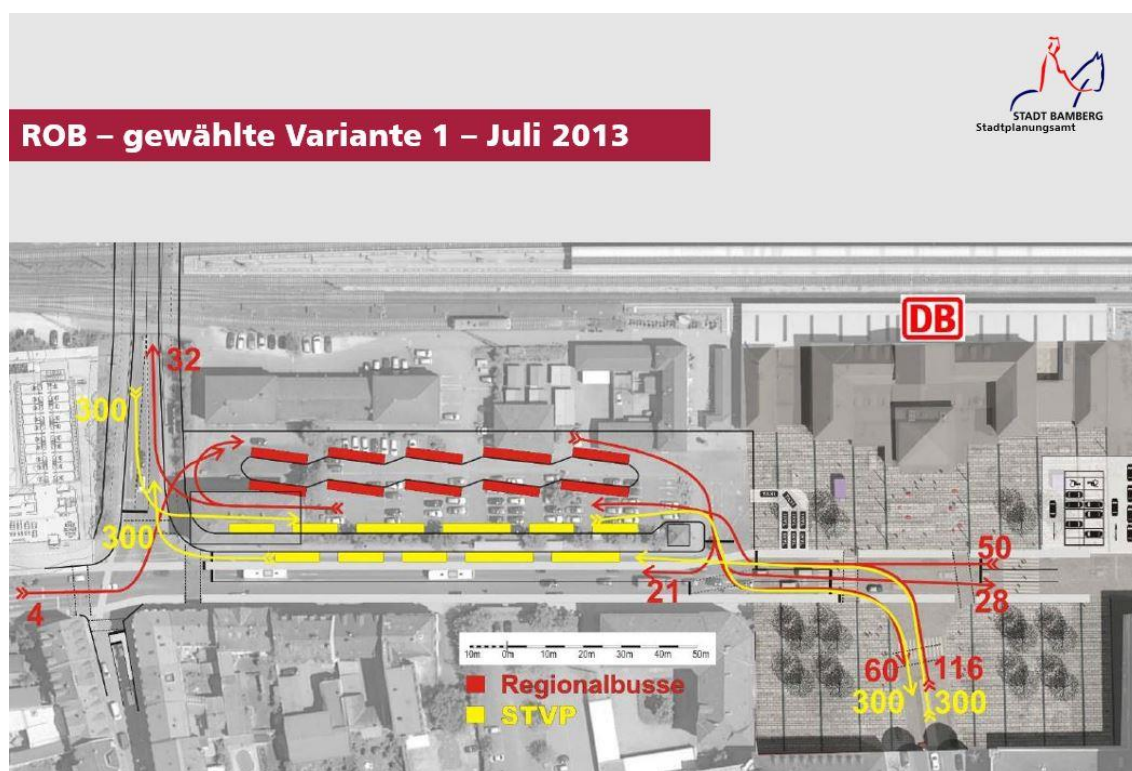 STADT BAMBERG
Stadtplanungsamt
ROB – gewählte Variante 1 – Juli 2013
DB
32
300
300
4
21
50
28
60
116
300
300
10m 0m 10m 20m 30m 40m 50m
Regionalbusse
STVP